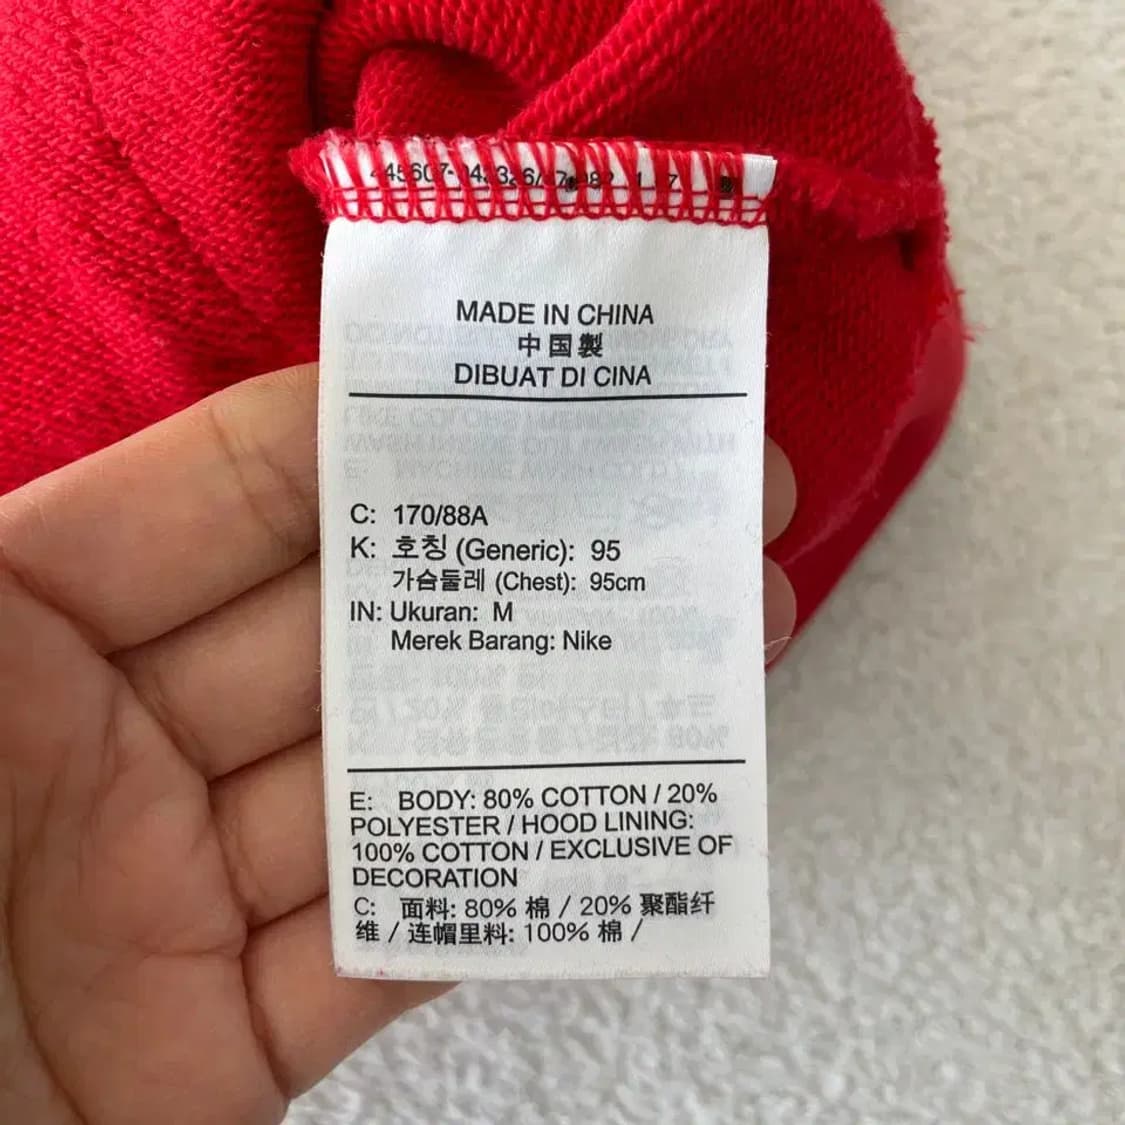 MADE IN CHINA
中国製
DIBUAT DI CINA
C: 170/88A
K: 호칭 (Generic): 95
가슴둘레 (Chest): 95cm
IN: Ukuran: M
Merek Barang: Nike
E: BODY: 80% COTTON / 20%
POLYESTER / HOOD LINING:
100% COTTON / EXCLUSIVE OF
DECORATION
C: 面料: 80% 棉 / 20% 聚酯纤
维 / 连帽里料: 100% 棉 /